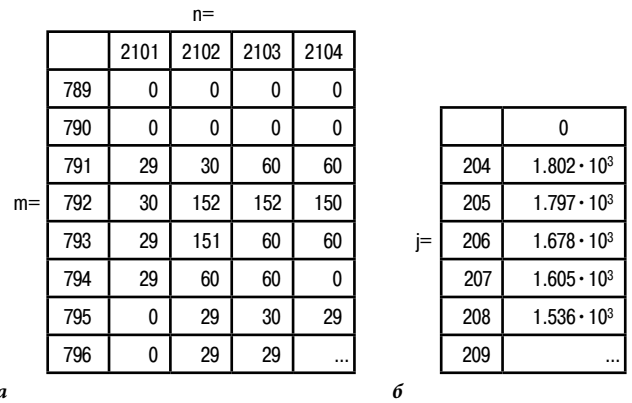 n=
2101 2102 2103 2104
789 0 0 0 0
790 0 0 0 0
791 29 30 60 60
m= 792 30 152 152 150
793 29 151 60 60
794 29 60 60 0
795 0 29 30 29
796 0 29 29 ...
а
0
204 1.802 · 10³
205 1.797 · 10³
j= 206 1.678 · 10³
207 1.605 · 10³
208 1.536 · 10³
209 ...
б